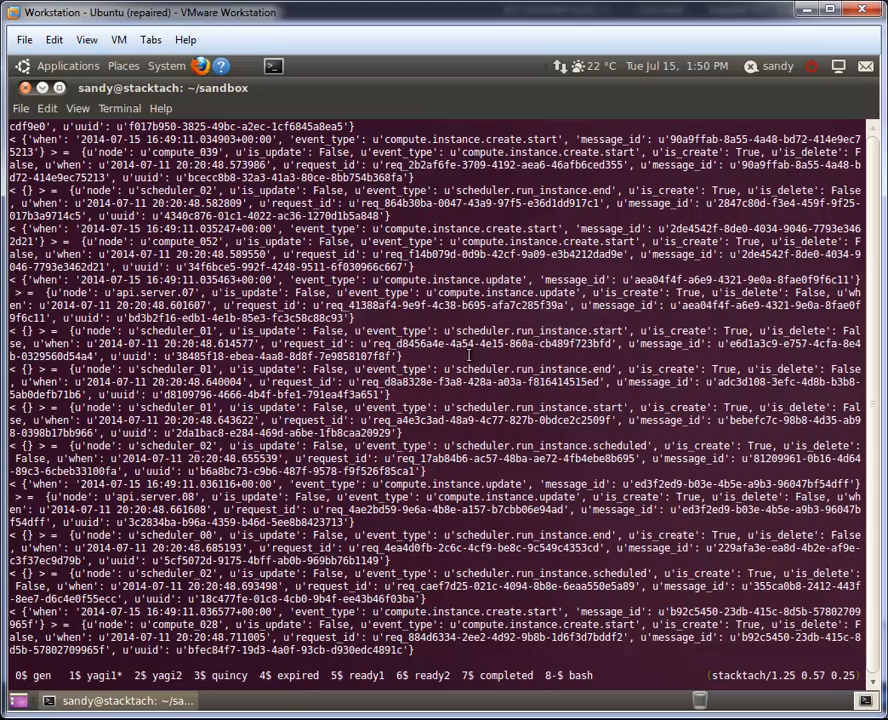 Workstation - Ubuntu (repaired) - VMware Workstation
File Edit View VM Tabs Help
Applications Places System 22 °C Tue Jul 15, 1:50 PM sandy
sandy@stacktach: ~/sandbox
File Edit View Terminal Help
cdf9e0', u'uuid': u'f017b950-3825-49bc-a2ec-1cf6845a8ea5'}
< {'when': '2014-07-15 16:49:11.034903+00:00', 'event_type': u'compute.instance.create.start', 'message_id': u'90a9ffab-8a55-4a48-bd72-414e9ec7
5213'} > =  {u'node': u'compute_039', u'is_update': False, u'event_type': u'compute.instance.create.start', u'is_create': True, u'is_delete': F
alse, u'when': u'2014-07-11 20:20:48.573986', u'request_id': u'req_2b2af6fe-3709-4192-aea6-46afb6ced355', u'message_id': u'90a9ffab-8a55-4a48-b
d72-414e9ec75213', u'uuid': u'bcecc8b8-32a3-41a3-80ce-8bb754b368fa'}
< {} > =  {u'node': u'scheduler_02', u'is_update': False, u'event_type': u'scheduler.run_instance.end', u'is_create': True, u'is_delete': False
, u'when': u'2014-07-11 20:20:48.582809', u'request_id': u'req_864b30ba-0047-43a9-97f5-e36d1dd917c1', u'message_id': u'2847c80d-f3e4-459f-9f25-
017b3a9714c5', u'uuid': u'4340c876-01c1-4022-ac36-1270d1b5a848'}
< {'when': '2014-07-15 16:49:11.035247+00:00', 'event_type': u'compute.instance.create.start', 'message_id': u'2de4542f-8de0-4034-9046-7793e346
2d21'} > =  {u'node': u'compute_052', u'is_update': False, u'event_type': u'compute.instance.create.start', u'is_create': True, u'is_delete': F
alse, u'when': u'2014-07-11 20:20:48.589550', u'request_id': u'req_f14b079d-0d9b-42cf-9a09-e3b4212dad9e', u'message_id': u'2de4542f-8de0-4034-9
046-7793e3462d21', u'uuid': u'34f6bce5-992f-4248-9511-6f030966c667'}
< {'when': '2014-07-15 16:49:11.035463+00:00', 'event_type': u'compute.instance.update', 'message_id': u'aea04f4f-a6e9-4321-9e0a-8fae0f9f6c11'}
 > =  {u'node': u'api.server.07', u'is_update': False, u'event_type': u'compute.instance.update', u'is_create': True, u'is_delete': False, u'wh
en': u'2014-07-11 20:20:48.601607', u'request_id': u'req_41388af4-9e9f-4c38-b695-afa7c285f39a', u'message_id': u'aea04f4f-a6e9-4321-9e0a-8fae0f
9f6c11', u'uuid': u'bd3b2f16-edb1-4e1b-85e3-fc3c58c88c93'}
< {} > =  {u'node': u'scheduler_01', u'is_update': False, u'event_type': u'scheduler.run_instance.start', u'is_create': True, u'is_delete': Fal
se, u'when': u'2014-07-11 20:20:48.614577', u'request_id': u'req_d8456a4e-4a54-4e15-860a-cb489f723bfd', u'message_id': u'e6d1a3c9-e757-4cfa-8e4
b-0329560d54a4', u'uuid': u'38485f18-ebea-4aa8-8d8f-7e9858107f8f'}
< {} > =  {u'node': u'scheduler_01', u'is_update': False, u'event_type': u'scheduler.run_instance.end', u'is_create': True, u'is_delete': False
, u'when': u'2014-07-11 20:20:48.640004', u'request_id': u'req_d8a8328e-f3a8-428a-a03a-f816414515ed', u'message_id': u'adc3d108-3efc-4d8b-b3b8-
5ab0defb71b6', u'uuid': u'd8109796-4666-4b4f-bfe1-791ea4f3a651'}
< {} > =  {u'node': u'scheduler_01', u'is_update': False, u'event_type': u'scheduler.run_instance.start', u'is_create': True, u'is_delete': Fal
se, u'when': u'2014-07-11 20:20:48.643622', u'request_id': u'req_a4e3c3ad-48a9-4c77-827b-0bdce2c2509f', u'message_id': u'bebefc7c-98b8-4d35-ab9
8-0398b17bb966', u'uuid': u'2da1bac8-e284-469d-a6be-1fb8caa20929'}
< {} > =  {u'node': u'scheduler_02', u'is_update': False, u'event_type': u'scheduler.run_instance.scheduled', u'is_create': True, u'is_delete':
 False, u'when': u'2014-07-11 20:20:48.655539', u'request_id': u'req_17ab84b6-ac57-48ba-ae72-4fb4ebe8b695', u'message_id': u'81209961-0b16-4d64
-89c3-6cbeb33100fa', u'uuid': u'b6a8bc73-c9b6-487f-9578-f9f526f85ca1'}
< {'when': '2014-07-15 16:49:11.036116+00:00', 'event_type': u'compute.instance.update', 'message_id': u'ed3f2ed9-b03e-4b5e-a9b3-96047bf54dff'}
 > =  {u'node': u'api.server.08', u'is_update': False, u'event_type': u'compute.instance.update', u'is_create': True, u'is_delete': False, u'wh
en': u'2014-07-11 20:20:48.661608', u'request_id': u'req_4ae2bd59-9e6a-4b8e-a157-b7cbb06e94ad', u'message_id': u'ed3f2ed9-b03e-4b5e-a9b3-96047b
f54dff', u'uuid': u'3c2834ba-b96a-4359-b46d-5ee8b8423713'}
< {} > =  {u'node': u'scheduler_00', u'is_update': False, u'event_type': u'scheduler.run_instance.end', u'is_create': True, u'is_delete': False
, u'when': u'2014-07-11 20:20:48.685193', u'request_id': u'req_4ea4d0fb-2c6c-4cf9-be8c-9c549c4353cd', u'message_id': u'229afa3e-ea8d-4b2e-af9e-
c3f37ec9d79b', u'uuid': u'5cf5072d-9175-4bff-ab0b-969bb76b1149'}
< {} > =  {u'node': u'scheduler_02', u'is_update': False, u'event_type': u'scheduler.run_instance.scheduled', u'is_create': True, u'is_delete':
 False, u'when': u'2014-07-11 20:20:48.693498', u'request_id': u'req_caef7d25-021c-4094-8b8e-6eaa550e5a89', u'message_id': u'355ca0b8-2412-443f
-8ee7-d6c4e0f55ecc', u'uuid': u'18c477fe-01c8-4cb0-9b4f-ee43b46f03ba'}
< {'when': '2014-07-15 16:49:11.036577+00:00', 'event_type': u'compute.instance.create.start', 'message_id': u'b92c5450-23db-415c-8d5b-57802709
965f'} > =  {u'node': u'compute_028', u'is_update': False, u'event_type': u'compute.instance.create.start', u'is_create': True, u'is_delete': F
alse, u'when': u'2014-07-11 20:20:48.711005', u'request_id': u'req_884d6334-2ee2-4d92-9b8b-1d6f3d7bddf2', u'message_id': u'b92c5450-23db-415c-8
d5b-57802709965f', u'uuid': u'bfec84f7-19d3-4a0f-93cb-d930edc4891c'}
0$ gen  1$ yagi1*  2$ yagi2  3$ quincy  4$ expired  5$ ready1  6$ ready2  7$ completed  8-$ bash (stacktach/1.25 0.57 0.25)
sandy@stacktach: ~/sa...